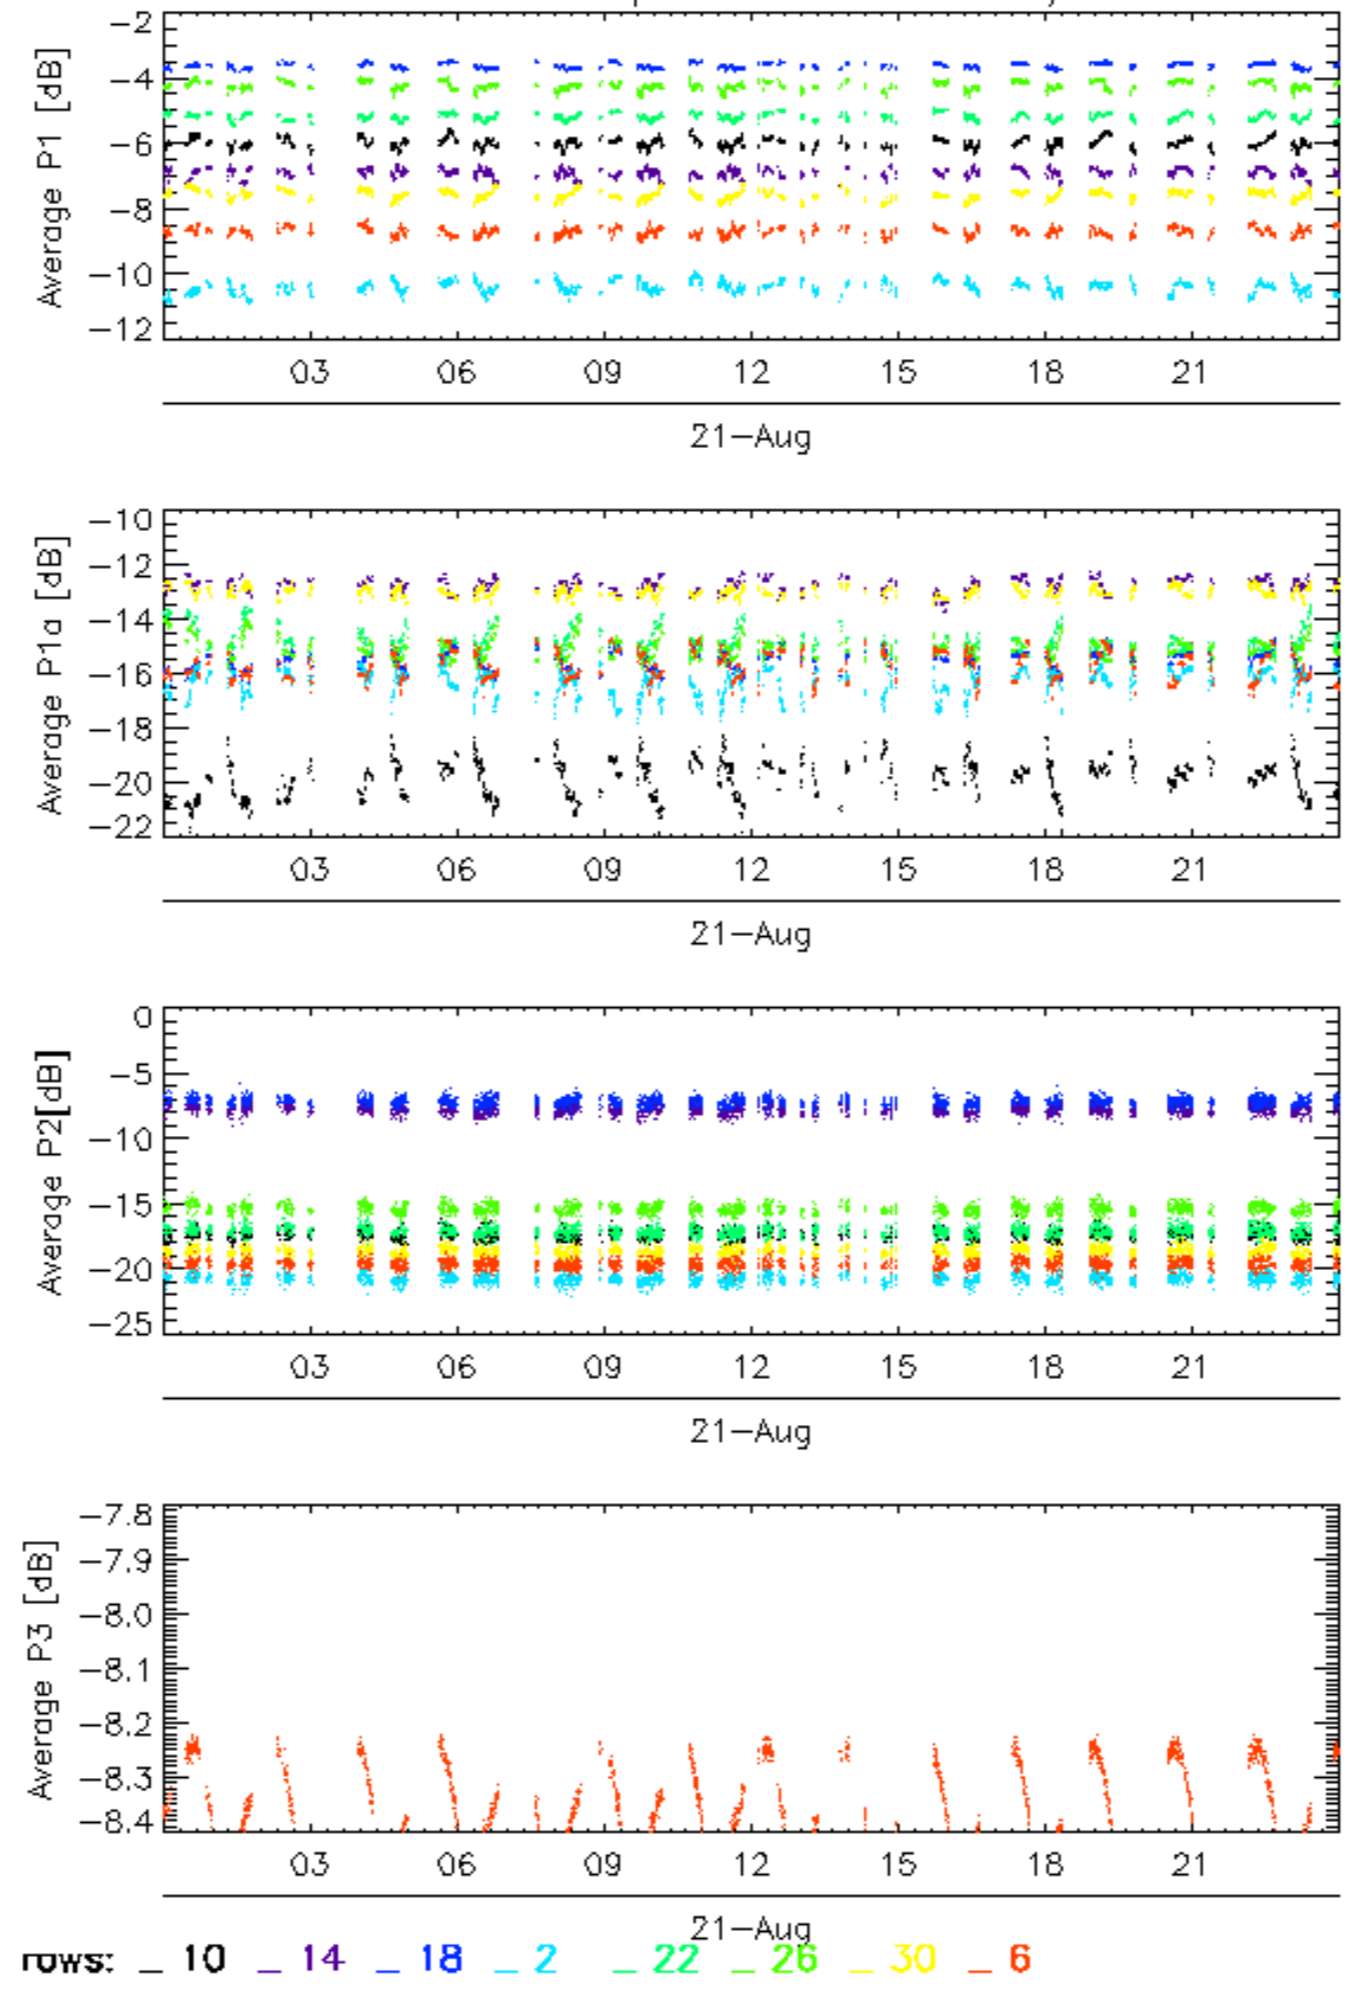 -2
-4
-6
-8
-10
-12
Average P1 [dB]
03 06 09 12 15 18 21
21-Aug
-10
-12
-14
-16
-18
-20
-22
Average P1a [dB]
03 06 09 12 15 18 21
21-Aug
0
-5
-10
-15
-20
-25
Average P2[dB]
03 06 09 12 15 18 21
21-Aug
-7.8
-7.9
-8.0
-8.1
-8.2
-8.3
-8.4
Average P3 [dB]
03 06 09 12 15 18 21
21-Aug
rows: _ 10 _ 14 _ 18 _ 2 _ 22 _ 26 _ 30 _ 6